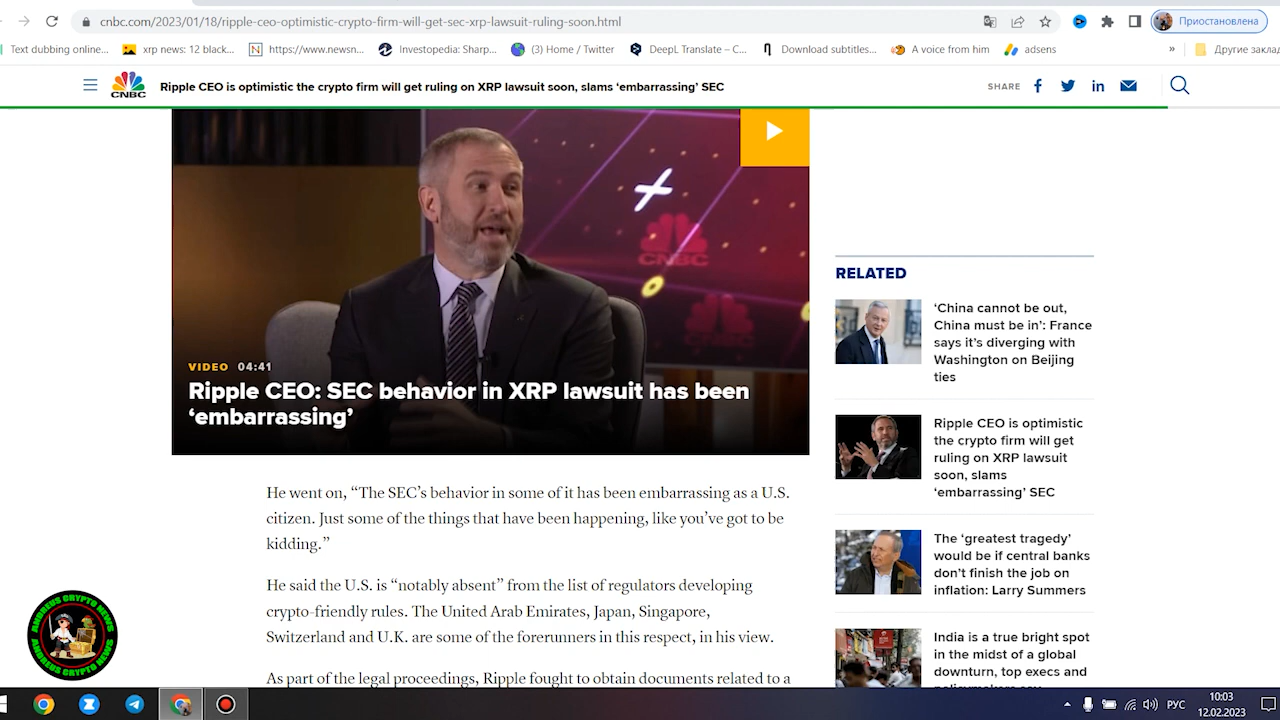 cnbc.com/2023/01/18/ripple-ceo-optimistic-crypto-firm-will-get-sec-xrp-lawsuit-ruling-soon.html
Приостановлена
Text dubbing online...
xrp news: 12 black...
https://www.newsn...
Investopedia: Sharp...
(3) Home / Twitter
DeepL Translate – C...
Download subtitles...
A voice from him
adsens
»
Другие закла
CNBC
Ripple CEO is optimistic the crypto firm will get ruling on XRP lawsuit soon, slams ‘embarrassing’ SEC
SHARE
CNBC
VIDEO 04:41
Ripple CEO: SEC behavior in XRP lawsuit has been
‘embarrassing’
He went on, “The SEC’s behavior in some of it has been embarrassing as a U.S.
citizen. Just some of the things that have been happening, like you’ve got to be
kidding.”
He said the U.S. is “notably absent” from the list of regulators developing
crypto-friendly rules. The United Arab Emirates, Japan, Singapore,
Switzerland and U.K. are some of the forerunners in this respect, in his view.
As part of the legal proceedings, Ripple fought to obtain documents related to a
RELATED
‘China cannot be out,
China must be in’: France
says it’s diverging with
Washington on Beijing
ties
Ripple CEO is optimistic
the crypto firm will get
ruling on XRP lawsuit
soon, slams
‘embarrassing’ SEC
The ‘greatest tragedy’
would be if central banks
don’t finish the job on
inflation: Larry Summers
India is a true bright spot
in the midst of a global
downturn, top execs and
ANDREUS CRYPTO NEWS
ANDREUS CRYPTO NEWS
РУС
10:03
12.02.2023